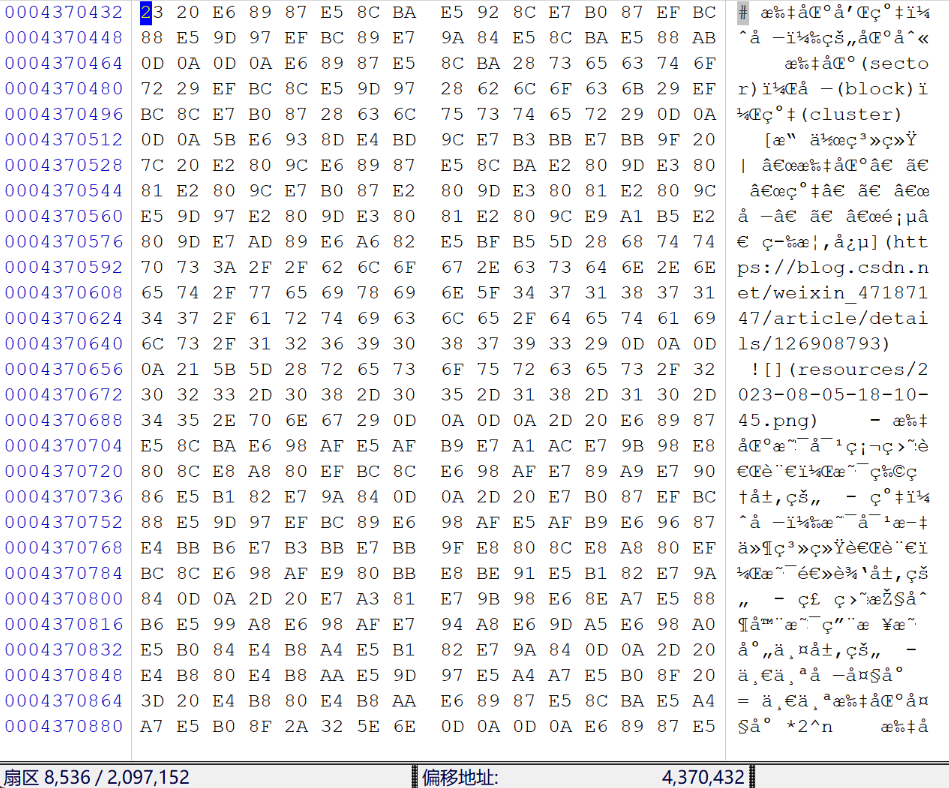 0004370432 23 20 E6 89 87 E5 8C BA E5 92 8C E7 B0 87 EF BC # æ‰‡åŒºå’Œç°‡ï¼
0004370448 88 E5 9D 97 EF BC 89 E7 9A 84 E5 8C BA E5 88 AB ˆå —ï¼‰çš„åŒºåˆ«
0004370464 0D 0A 0D 0A E6 89 87 E5 8C BA 28 73 65 63 74 6F æ‰‡åŒº(secto
0004370480 72 29 EF BC 8C E5 9D 97 28 62 6C 6F 63 6B 29 EF r)ï¼Œå —(block)ï
0004370496 BC 8C E7 B0 87 28 63 6C 75 73 74 65 72 29 0D 0A ¼Œç°‡(cluster)
0004370512 0D 0A 5B E6 93 8D E4 BD 9C E7 B3 BB E7 BB 9F 20 [æ“ ä½œç³»ç»Ÿ
0004370528 7C 20 E2 80 9C E6 89 87 E5 8C BA E2 80 9D E3 80 | â€œæ‰‡åŒºâ€ ã€
0004370544 81 E2 80 9C E7 B0 87 E2 80 9D E3 80 81 E2 80 9C â€œç°‡â€ ã€ â€œ
0004370560 E5 9D 97 E2 80 9D E3 80 81 E2 80 9C E9 A1 B5 E2 å —â€ ã€ â€œé¡µâ
0004370576 80 9D E7 AD 89 E6 A6 82 E5 BF B5 5D 28 68 74 74 € ç-‰æ¦‚å¿µ](htt
0004370592 70 73 3A 2F 2F 62 6C 6F 67 2E 63 73 64 6E 2E 6E ps://blog.csdn.n
0004370608 65 74 2F 77 65 69 78 69 6E 5F 34 37 31 38 37 31 et/weixin_471871
0004370624 34 37 2F 61 72 74 69 63 6C 65 2F 64 65 74 61 69 47/article/detai
0004370640 6C 73 2F 31 32 36 39 30 38 37 39 33 29 0D 0A 0D ls/126908793)
0004370656 0A 21 5B 5D 28 72 65 73 6F 75 72 63 65 73 2F 32 ![](resources/2
0004370672 30 32 33 2D 30 38 2D 30 35 2D 31 38 2D 31 30 2D 023-08-05-18-10-
0004370688 34 35 2E 70 6E 67 29 0D 0A 0D 0A 2D 20 E6 89 87 45.png) - æ‰‡
0004370704 E5 8C BA E6 98 AF E5 AF B9 E7 A1 AC E7 9B 98 E8 åŒºæ˜¯å¯¹ç¡¬ç›˜è
0004370720 80 8C E8 A8 80 EF BC 8C E6 98 AF E7 89 A9 E7 90 €Œè¨€ï¼Œæ˜¯ç‰©ç
0004370736 86 E5 B1 82 E7 9A 84 0D 0A 2D 20 E7 B0 87 EF BC †å±‚çš„ - ç°‡ï¼
0004370752 88 E5 9D 97 EF BC 89 E6 98 AF E5 AF B9 E6 96 87 ˆå —ï¼‰æ˜¯å¯¹æ–‡
0004370768 E4 BB B6 E7 B3 BB E7 BB 9F E8 80 8C E8 A8 80 EF ä»¶ç³»ç»Ÿè€Œè¨€ï
0004370784 BC 8C E6 98 AF E9 80 BB E8 BE 91 E5 B1 82 E7 9A ¼Œæ˜¯é€»è¾‘å±‚çš
0004370800 84 0D 0A 2D 20 E7 A3 81 E7 9B 98 E6 8E A7 E5 88 „ - ç£ ç›˜æŽ§åˆ
0004370816 B6 E5 99 A8 E6 98 AF E7 94 A8 E6 9D A5 E6 98 A0 ¶å™¨æ˜¯ç”¨æ ¥æ˜
0004370832 E5 B0 84 E4 B8 A4 E5 B1 82 E7 9A 84 0D 0A 2D 20 å°„ä¸¤å±‚çš„ -
0004370848 E4 B8 80 E4 B8 AA E5 9D 97 E5 A4 A7 E5 B0 8F 20 ä¸€ä¸ªå —å¤§å°
0004370864 3D 20 E4 B8 80 E4 B8 AA E6 89 87 E5 8C BA E5 A4 = ä¸€ä¸ªæ‰‡åŒºå¤
0004370880 A7 E5 B0 8F 2A 32 5E 6E 0D 0A 0D 0A E6 89 87 E5 §å° *2^n æ‰‡å
扇区 8,536 / 2,097,152 偏移地址: 4,370,432